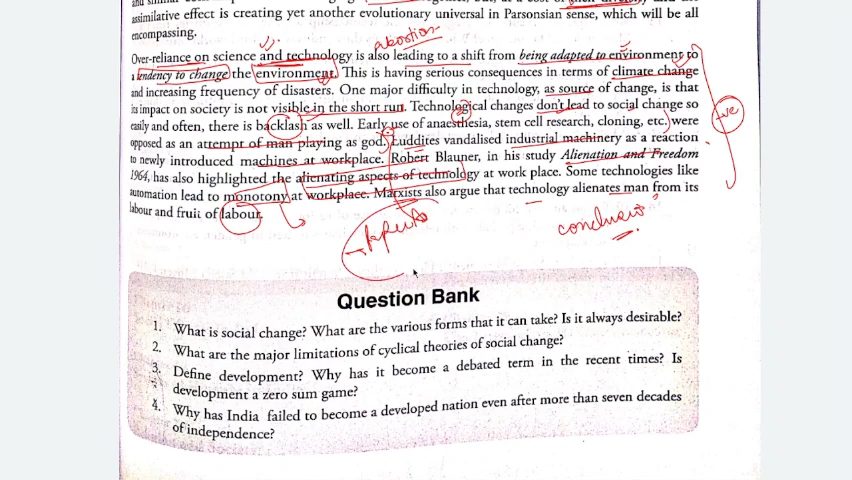 assimilative effect is creating yet another evolutionary universal in Parsonsian sense, which will be all
encompassing.
abortion
Over-reliance on science and technology is also leading to a shift from being adapted to environment to
a tendency to change the environment. This is having serious consequences in terms of climate change
and increasing frequency of disasters. One major difficulty in technology, as source of change, is that
its impact on society is not visible in the short run. Technological changes don't lead to social change so
easily and often, there is backlash as well. Early use of anaesthesia, stem cell research, cloning, etc. were
-ve
opposed as an attempt of man playing as god. Luddites vandalised industrial machinery as a reaction
to newly introduced machines at workplace. Robert Blauner, in his study Alienation and Freedom
1964, has also highlighted the alienating aspects of technology at work place. Some technologies like
automation lead to monotony at workplace. Marxists also argue that technology alienates man from its
labour and fruit of labour.
conclusion
Question Bank
1. What is social change? What are the various forms that it can take? Is it always desirable?
2. What are the major limitations of cyclical theories of social change?
3. Define development? Why has it become a debated term in the recent times? Is
development a zero sum game?
4. Why has India failed to become a developed nation even after more than seven decades
of independence?